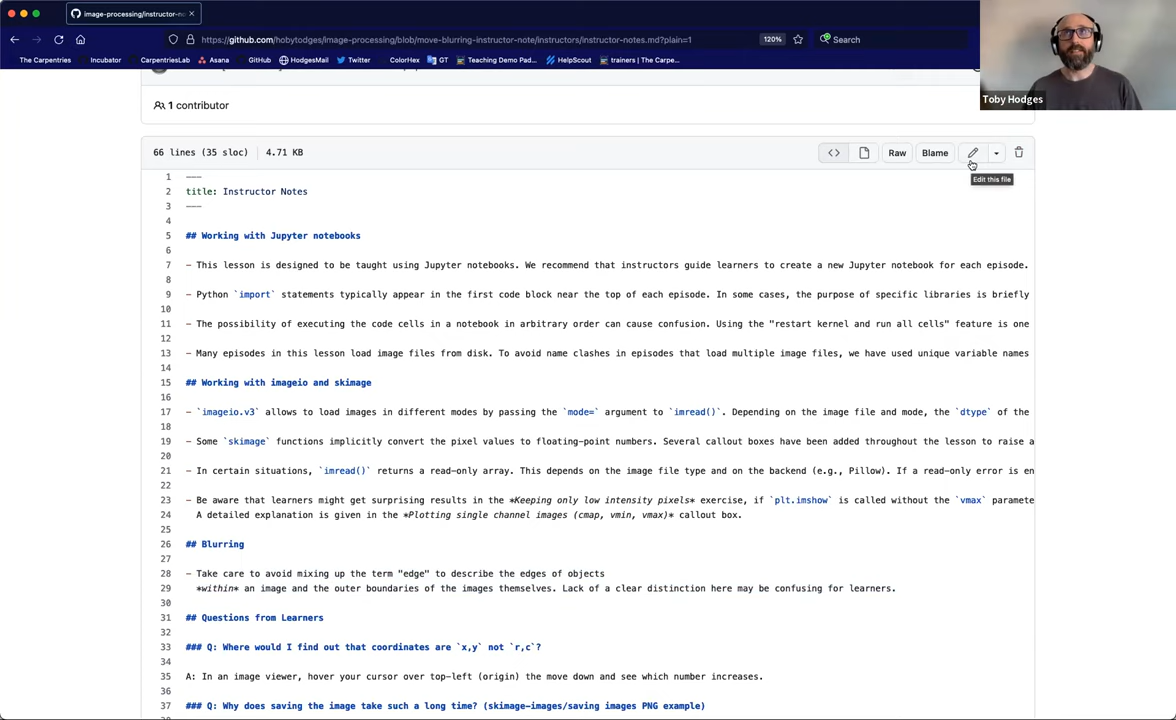 image-processing/instructor-no
https://github.com/hobytodges/image-processing/blob/move-blurring-instructor-note/instructors/instructor-notes.md?plain=1
120%
Search
The Carpentries
Incubator
CarpentriesLab
Asana
GitHub
HodgesMail
Twitter
ColorHex
GT
Teaching Demo Pad...
HelpScout
trainers | The Carpe...
Toby Hodges
1 contributor
66 lines (35 sloc) 4.71 KB
Raw
Blame
Edit this file
1 ---
2 title: Instructor Notes
3 ---
4
5 ## Working with Jupyter notebooks
6
7 - This lesson is designed to be taught using Jupyter notebooks. We recommend that instructors guide learners to create a new Jupyter notebook for each episode.
8
9 - Python `import` statements typically appear in the first code block near the top of each episode. In some cases, the purpose of specific libraries is briefly
10
11 - The possibility of executing the code cells in a notebook in arbitrary order can cause confusion. Using the "restart kernel and run all cells" feature is one
12
13 - Many episodes in this lesson load image files from disk. To avoid name clashes in episodes that load multiple image files, we have used unique variable names
14
15 ## Working with imageio and skimage
16
17 - `imageio.v3` allows to load images in different modes by passing the `mode=` argument to `imread()`. Depending on the image file and mode, the `dtype` of the
18
19 - Some `skimage` functions implicitly convert the pixel values to floating-point numbers. Several callout boxes have been added throughout the lesson to raise a
20
21 - In certain situations, `imread()` returns a read-only array. This depends on the image file type and on the backend (e.g., Pillow). If a read-only error is en
22
23 - Be aware that learners might get surprising results in the *Keeping only low intensity pixels* exercise, if `plt.imshow` is called without the `vmax` paramete
24 A detailed explanation is given in the *Plotting single channel images (cmap, vmin, vmax)* callout box.
25
26 ## Blurring
27
28 - Take care to avoid mixing up the term "edge" to describe the edges of objects
29 *within* an image and the outer boundaries of the images themselves. Lack of a clear distinction here may be confusing for learners.
30
31 ## Questions from Learners
32
33 ### Q: Where would I find out that coordinates are `x,y` not `r,c`?
34
35 A: In an image viewer, hover your cursor over top-left (origin) the move down and see which number increases.
36
37 ### Q: Why does saving the image take such a long time? (skimage-images/saving images PNG example)